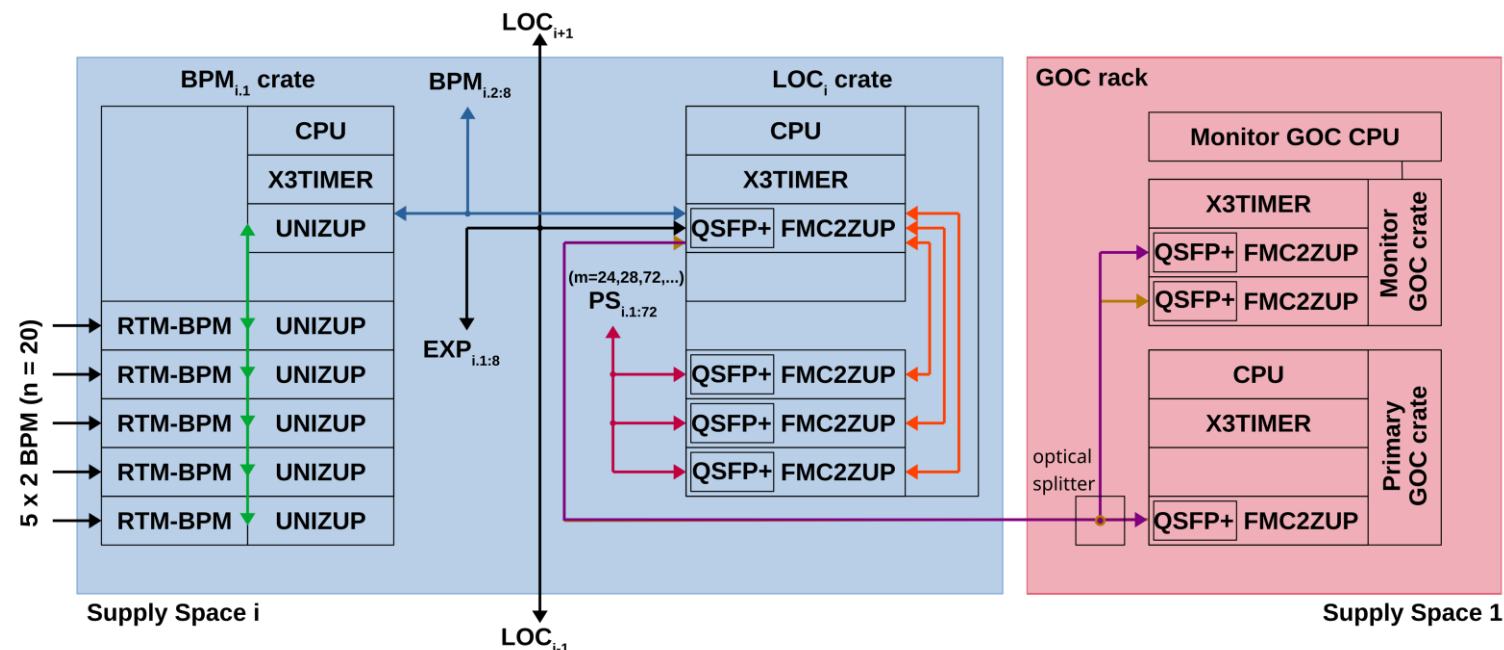 LOCi+1
BPMi.1 crate
BPMi.2:8
LOCi crate
GOC rack
CPU
X3TIMER
UNIZUP
RTM-BPM UNIZUP
RTM-BPM UNIZUP
RTM-BPM UNIZUP
RTM-BPM UNIZUP
RTM-BPM UNIZUP
5 x 2 BPM (n = 20)
EXPi.1:8
(m=24,28,72,...)
PSi.1:72
CPU
X3TIMER
QSFP+ FMC2ZUP
QSFP+ FMC2ZUP
QSFP+ FMC2ZUP
QSFP+ FMC2ZUP
Monitor GOC CPU
X3TIMER
QSFP+ FMC2ZUP
QSFP+ FMC2ZUP
Monitor
GOC crate
CPU
X3TIMER
QSFP+ FMC2ZUP
Primary
GOC crate
optical
splitter
Supply Space i
LOCi-1
Supply Space 1